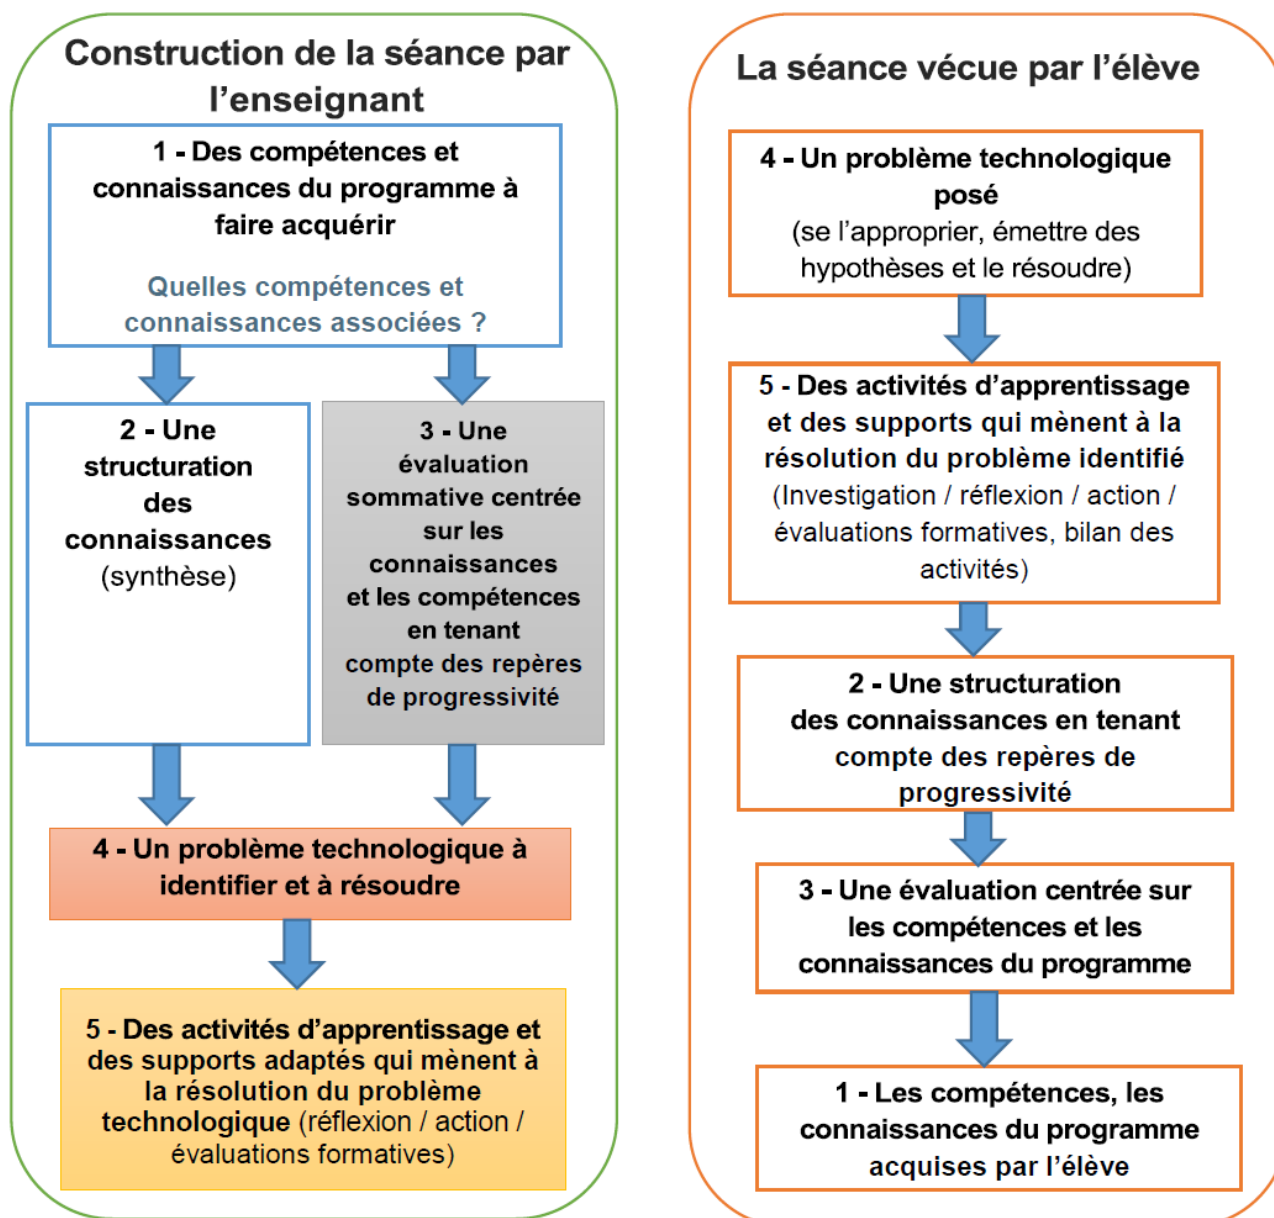 Construction de la séance par
l’enseignant
1 - Des compétences et
connaissances du programme à
faire acquérir
Quelles compétences et
connaissances associées ?
2 - Une
structuration
des
connaissances
(synthèse)
3 - Une
évaluation
sommative centrée
sur les
connaissances
et les compétences
en tenant
compte des repères
de progressivité
4 - Un problème technologique à
identifier et à résoudre
5 - Des activités d’apprentissage et
des supports adaptés qui mènent à
la résolution du problème
technologique (réflexion / action /
évaluations formatives)
La séance vécue par l’élève
4 - Un problème technologique
posé
(se l’approprier, émettre des
hypothèses et le résoudre)
5 - Des activités d’apprentissage
et des supports qui mènent à la
résolution du problème identifié
(Investigation / réflexion / action /
évaluations formatives, bilan des
activités)
2 - Une structuration
des connaissances en tenant
compte des repères de
progressivité
3 - Une évaluation centrée sur
les compétences et les
connaissances du programme
1 - Les compétences, les
connaissances du programme
acquises par l’élève